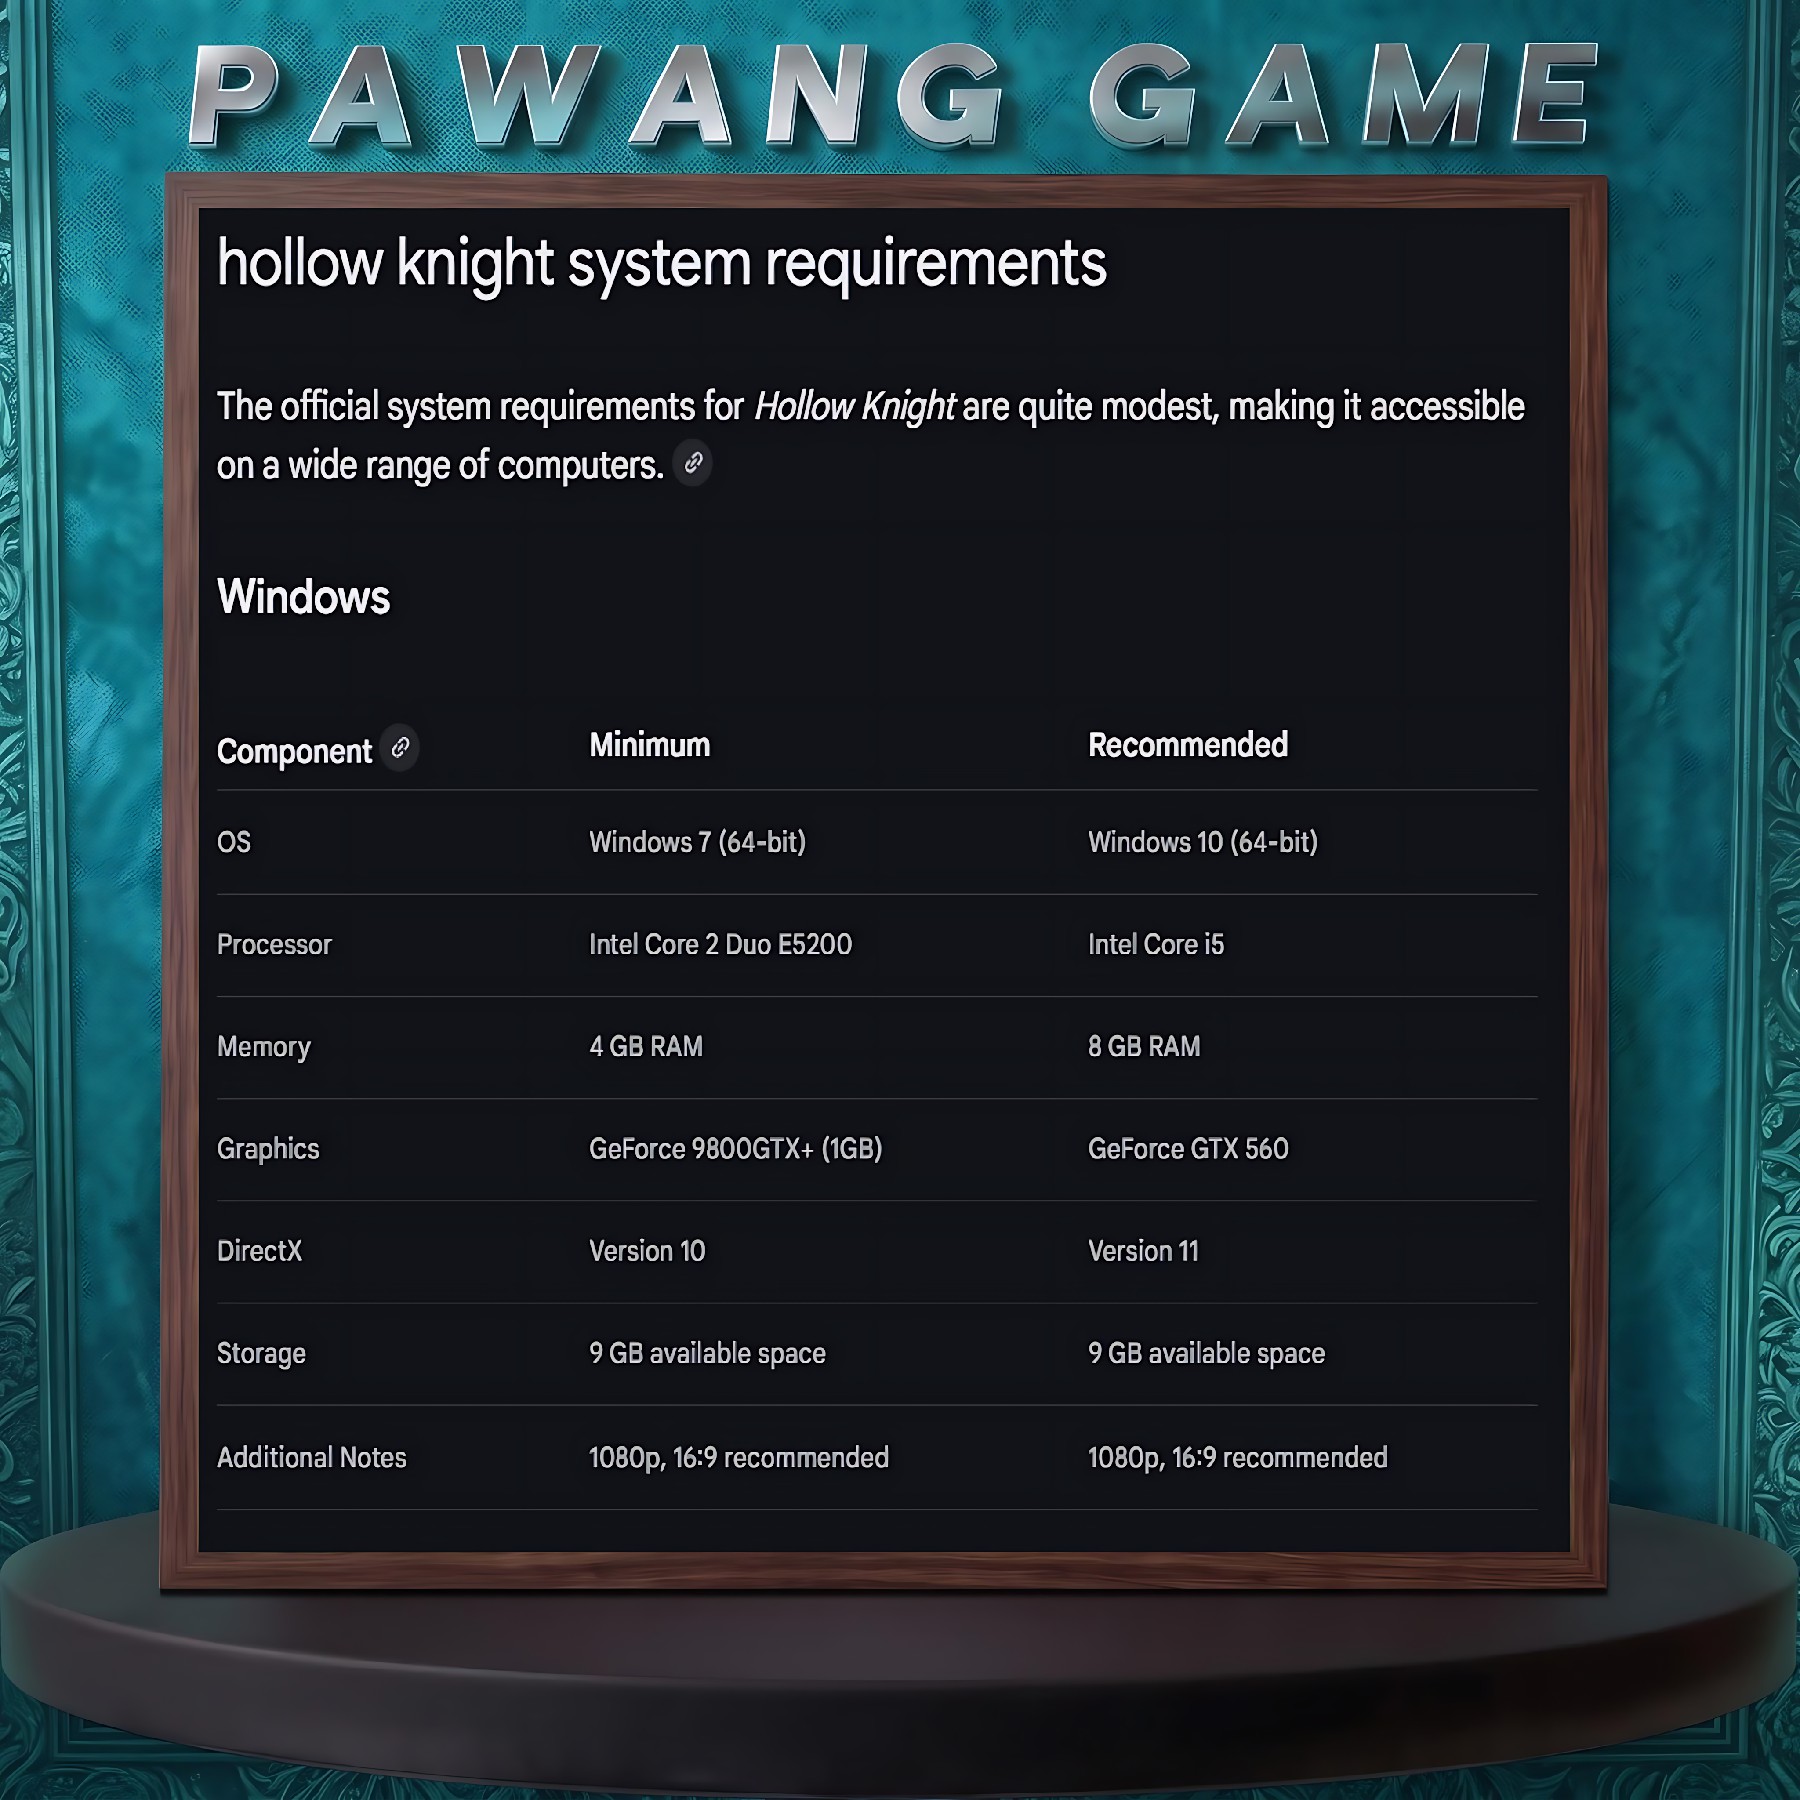 PAWANG GAME
hollow knight system requirements
The official system requirements for Hollow Knight are quite modest, making it accessible
on a wide range of computers.
Windows
Component Minimum Recommended
OS Windows 7 (64-bit) Windows 10 (64-bit)
Processor Intel Core 2 Duo E5200 Intel Core i5
Memory 4 GB RAM 8 GB RAM
Graphics GeForce 9800GTX+ (1GB) GeForce GTX 560
DirectX Version 10 Version 11
Storage 9 GB available space 9 GB available space
Additional Notes 1080p, 16:9 recommended 1080p, 16:9 recommended